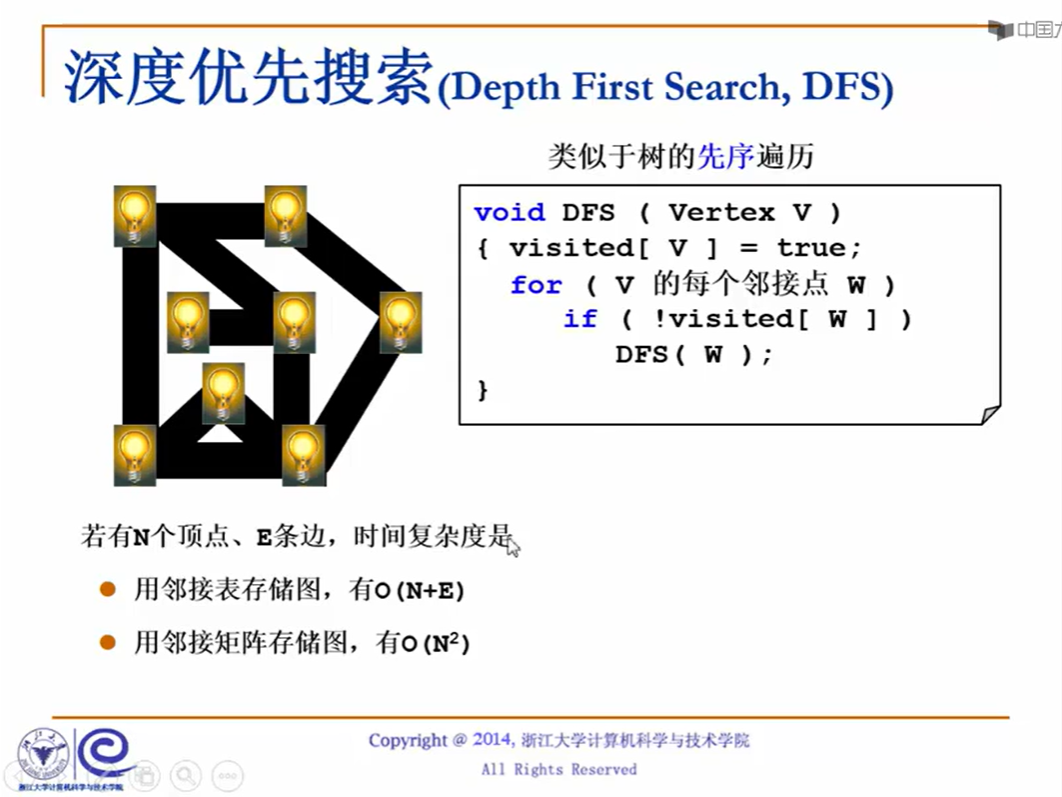 中国大
深度优先搜索(Depth First Search, DFS)
类似于树的先序遍历
void DFS ( Vertex V )
{ visited[ V ] = true;
for ( V 的每个邻接点 W )
if ( !visited[ W ] )
DFS( W );
}
若有N个顶点、E条边，时间复杂度是
用邻接表存储图，有O(N+E)
用邻接矩阵存储图，有O(N²)
Copyright @ 2014, 浙江大学计算机科学与技术学院
All Rights Reserved
浙江大学计算机科学与技术学院